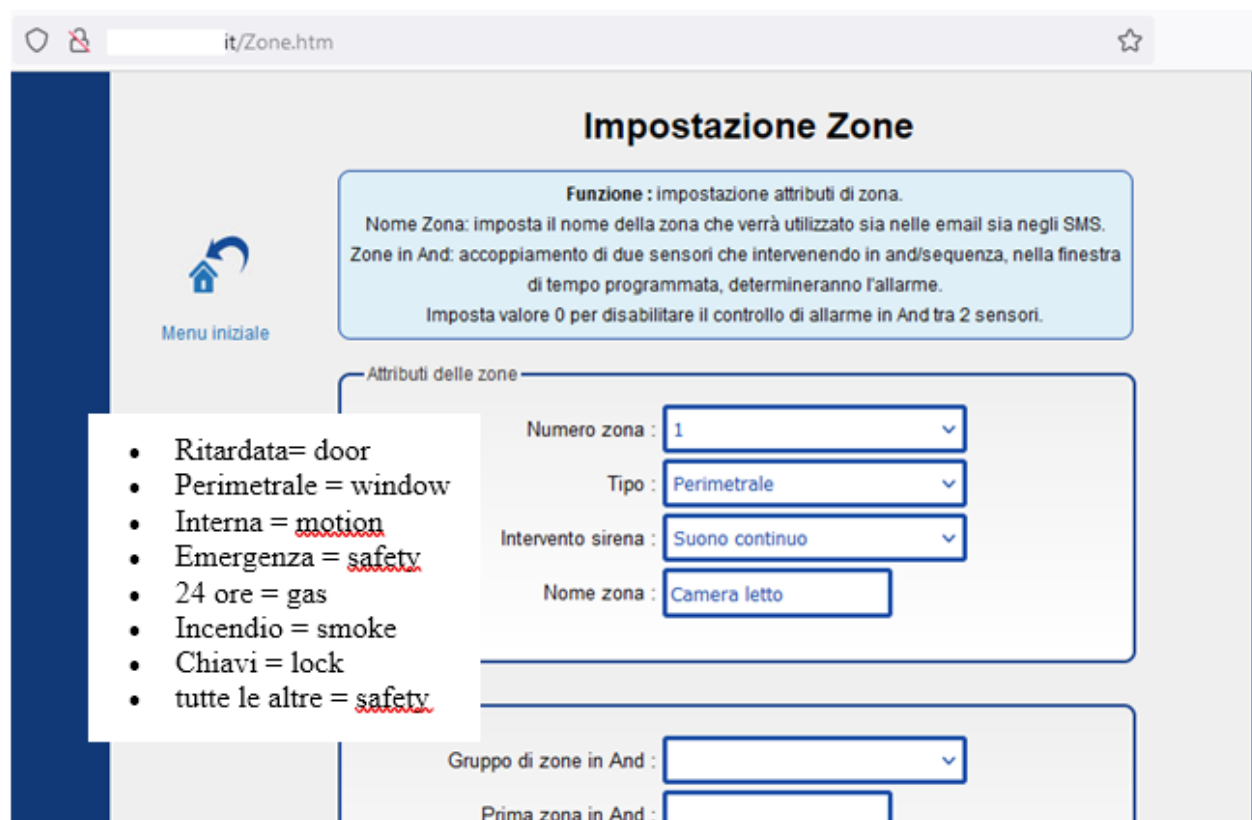 it/Zone.htm
Impostazione Zone
Funzione : impostazione attributi di zona.
Nome Zona: imposta il nome della zona che verrà utilizzato sia nelle email sia negli SMS.
Zone in And: accoppiamento di due sensori che intervenendo in and/sequenza, nella finestra
di tempo programmata, determineranno l'allarme.
Imposta valore 0 per disabilitare il controllo di allarme in And tra 2 sensori.
Menu iniziale
Attributi delle zone
Numero zona : 1
Tipo : Perimetrale
Intervento sirena : Suono continuo
Nome zona : Camera letto
• Ritardata= door
• Perimetrale = window
• Interna = motion
• Emergenza = safety
• 24 ore = gas
• Incendio = smoke
• Chiavi = lock
• tutte le altre = safety
Gruppo di zone in And :
Prima zona in And :